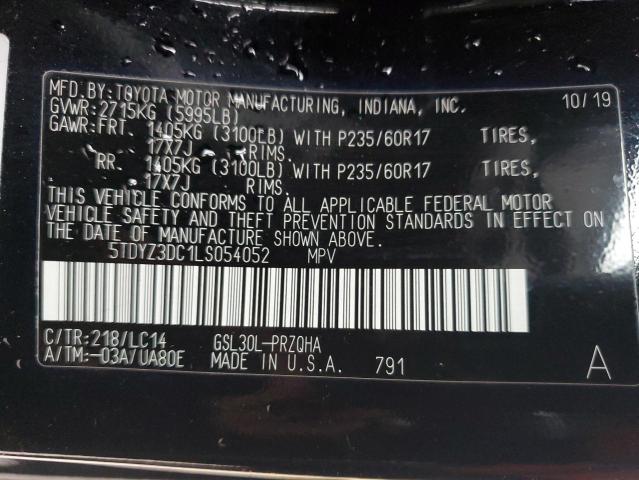 MFD.BY:TOYOTA MOTOR MANUFACTURING, INDIANA, INC. 10/19
GVWR:2715KG (5995LB)
GAWR:FRT. 1405KG (3100LB) WITH P235/60R17 TIRES,
17X7J RIMS.
RR. 1405KG (3100LB) WITH P235/60R17 TIRES,
17X7J RIMS.
THIS VEHICLE CONFORMS TO ALL APPLICABLE FEDERAL MOTOR
VEHICLE SAFETY AND THEFT PREVENTION STANDARDS IN EFFECT ON
THE DATE OF MANUFACTURE SHOWN ABOVE.
5TDYZ3DC1LS054052 MPV
C/TR:218/LC14 GSL30L-PRZQHA
A/TM:-03A/UA80E MADE IN U.S.A. 791 A